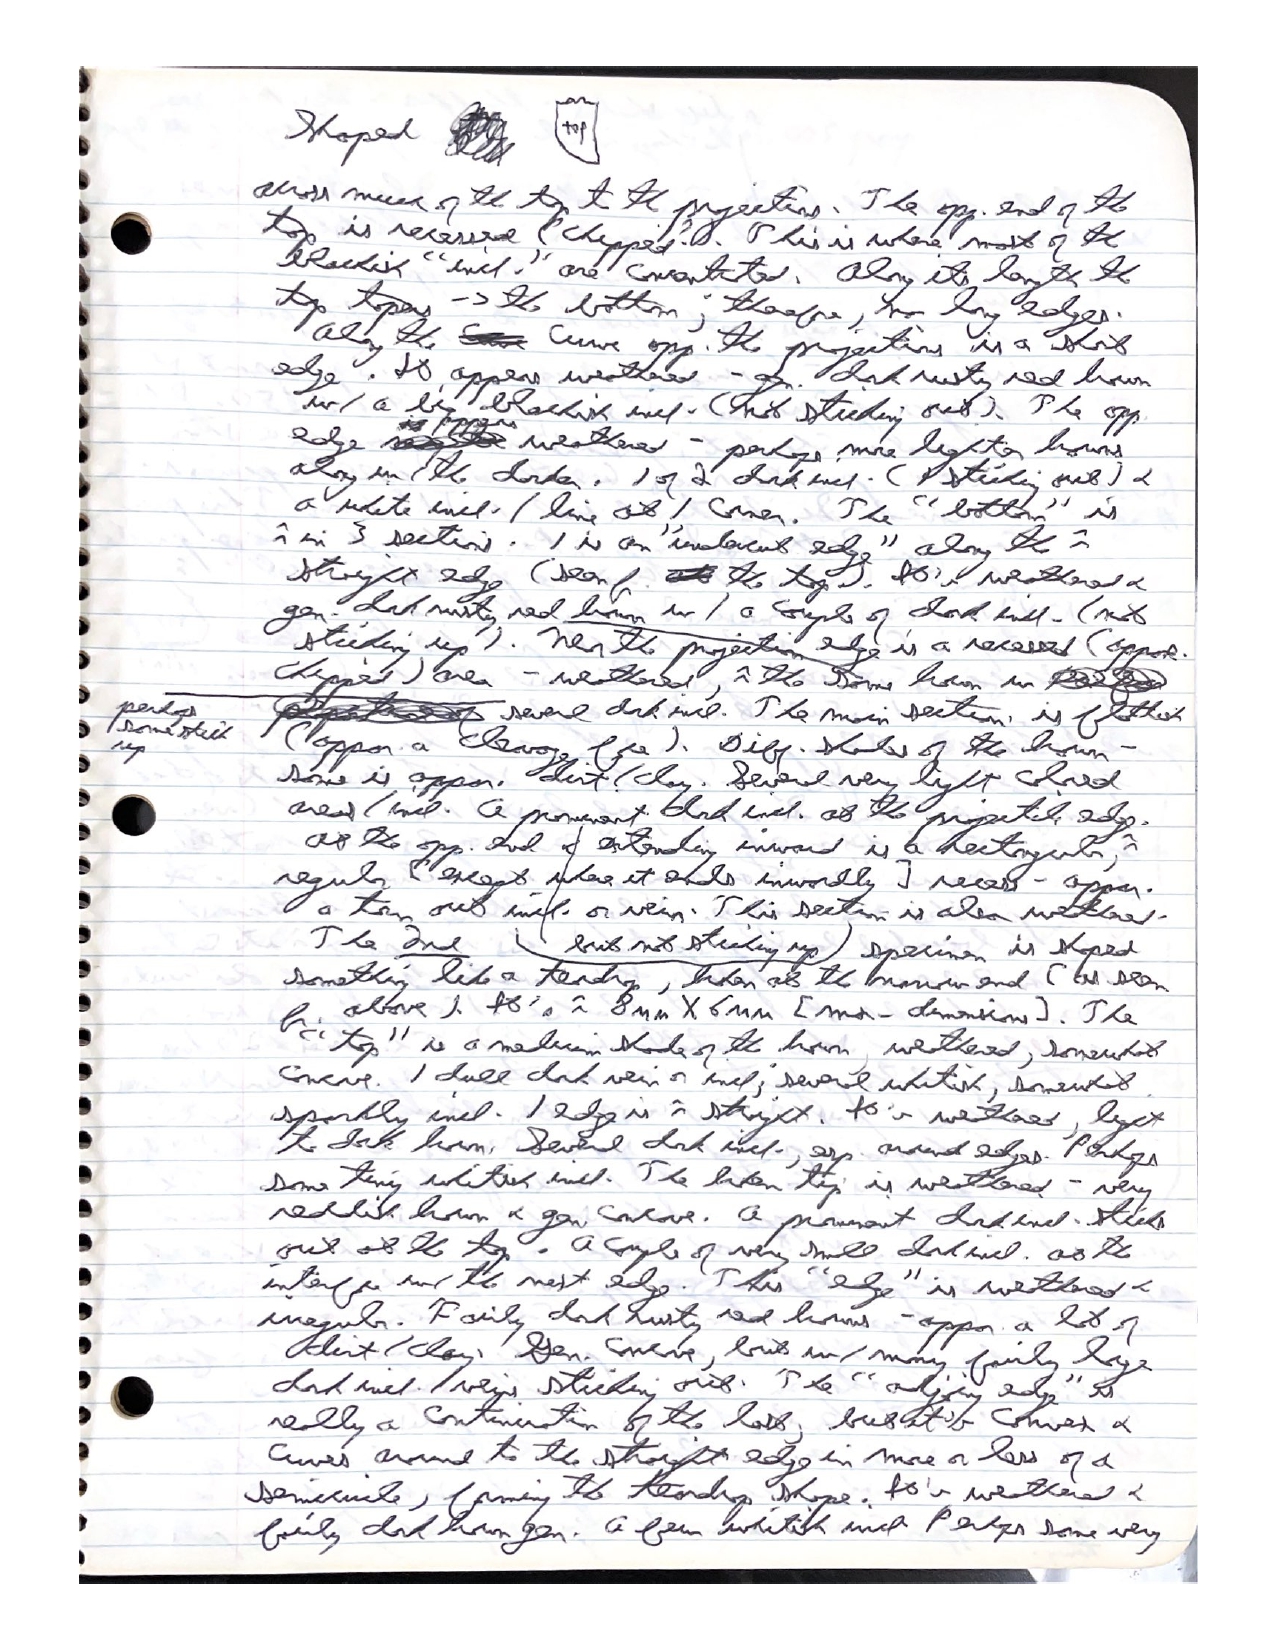 Shaped top
across much of the top to the projections. The opp. end of the
top is recessed ("chipped"?). This is where most of the
blackish "incl." are concentrated. Along its length the
top tapers -> the bottom; therefore, no long edges.
Along the curve opp. the projections is a short
edge. It appears weathered - gen. dark rusty red brown
w/ a big blackish incl. (not sticking out). The opp.
edge is appears weathered - perhaps more lighter browns
along w/ the darker. 1 or 2 dark incl. (1 sticking out) &
a white incl. / line at 1 corner. The "bottom" is
≈ in 3 sections. 1 is an "undercut edge" along the ≈
straight edge (seen f. the top). It's weathered &
gen. dark rusty red brown w/ a couple of dark incl. (not
sticking up). Near the projection edge is a recessed (appar.
chipped) area - weathered, ≈ the same brown w/
several dark incl. The main section is flattish
perhaps
some stick
up
(appar. a cleavage face). Diff. shades of the brown -
some is appar. dirt/clay. Several very light colored
areas/incl. A prominent dark incl. at the edge.
At the opp. end & extending inward is a rectangular, ≈
regular [except where it ends inwardly] recess - appar.
a torn out incl. or vein. This section is also weathered.
The 2nd (but not sticking up) specimen is shaped
something like a teardrop, broken at the narrow end (as seen
f. above). It's ≈ 8mm X 6mm [max. dimensions]. The
"top" is a medium shade of the brown, weathered, somewhat
concave. 1 dull dark vein or incl; several whitish, somewhat
sparkly incl. 1 edge is ≈ straight. It's weathered, light
to dark brown. Several dark incl., esp. around edges. Perhaps
some tiny whitish incl. The broken tip is weathered - very
reddish brown & gen. concave. A prominent dark incl. sticks
out at the top. A couple of very small dark incl. at the
interface w/ the next edge. This "edge" is weathered &
irregular. Fairly dark rusty red browns - appar. a lot of
dirt/clay. Gen. concave, but w/ many fairly large
dark incl./veins sticking out. The "adjoing edge" is
really a continuation of the last, but it's convex &
curves around to the straight edge in more or less of a
semicircle, forming the teardrop shape. It's weathered &
fairly dark brown gen. A few whitish incl. Perhaps some very